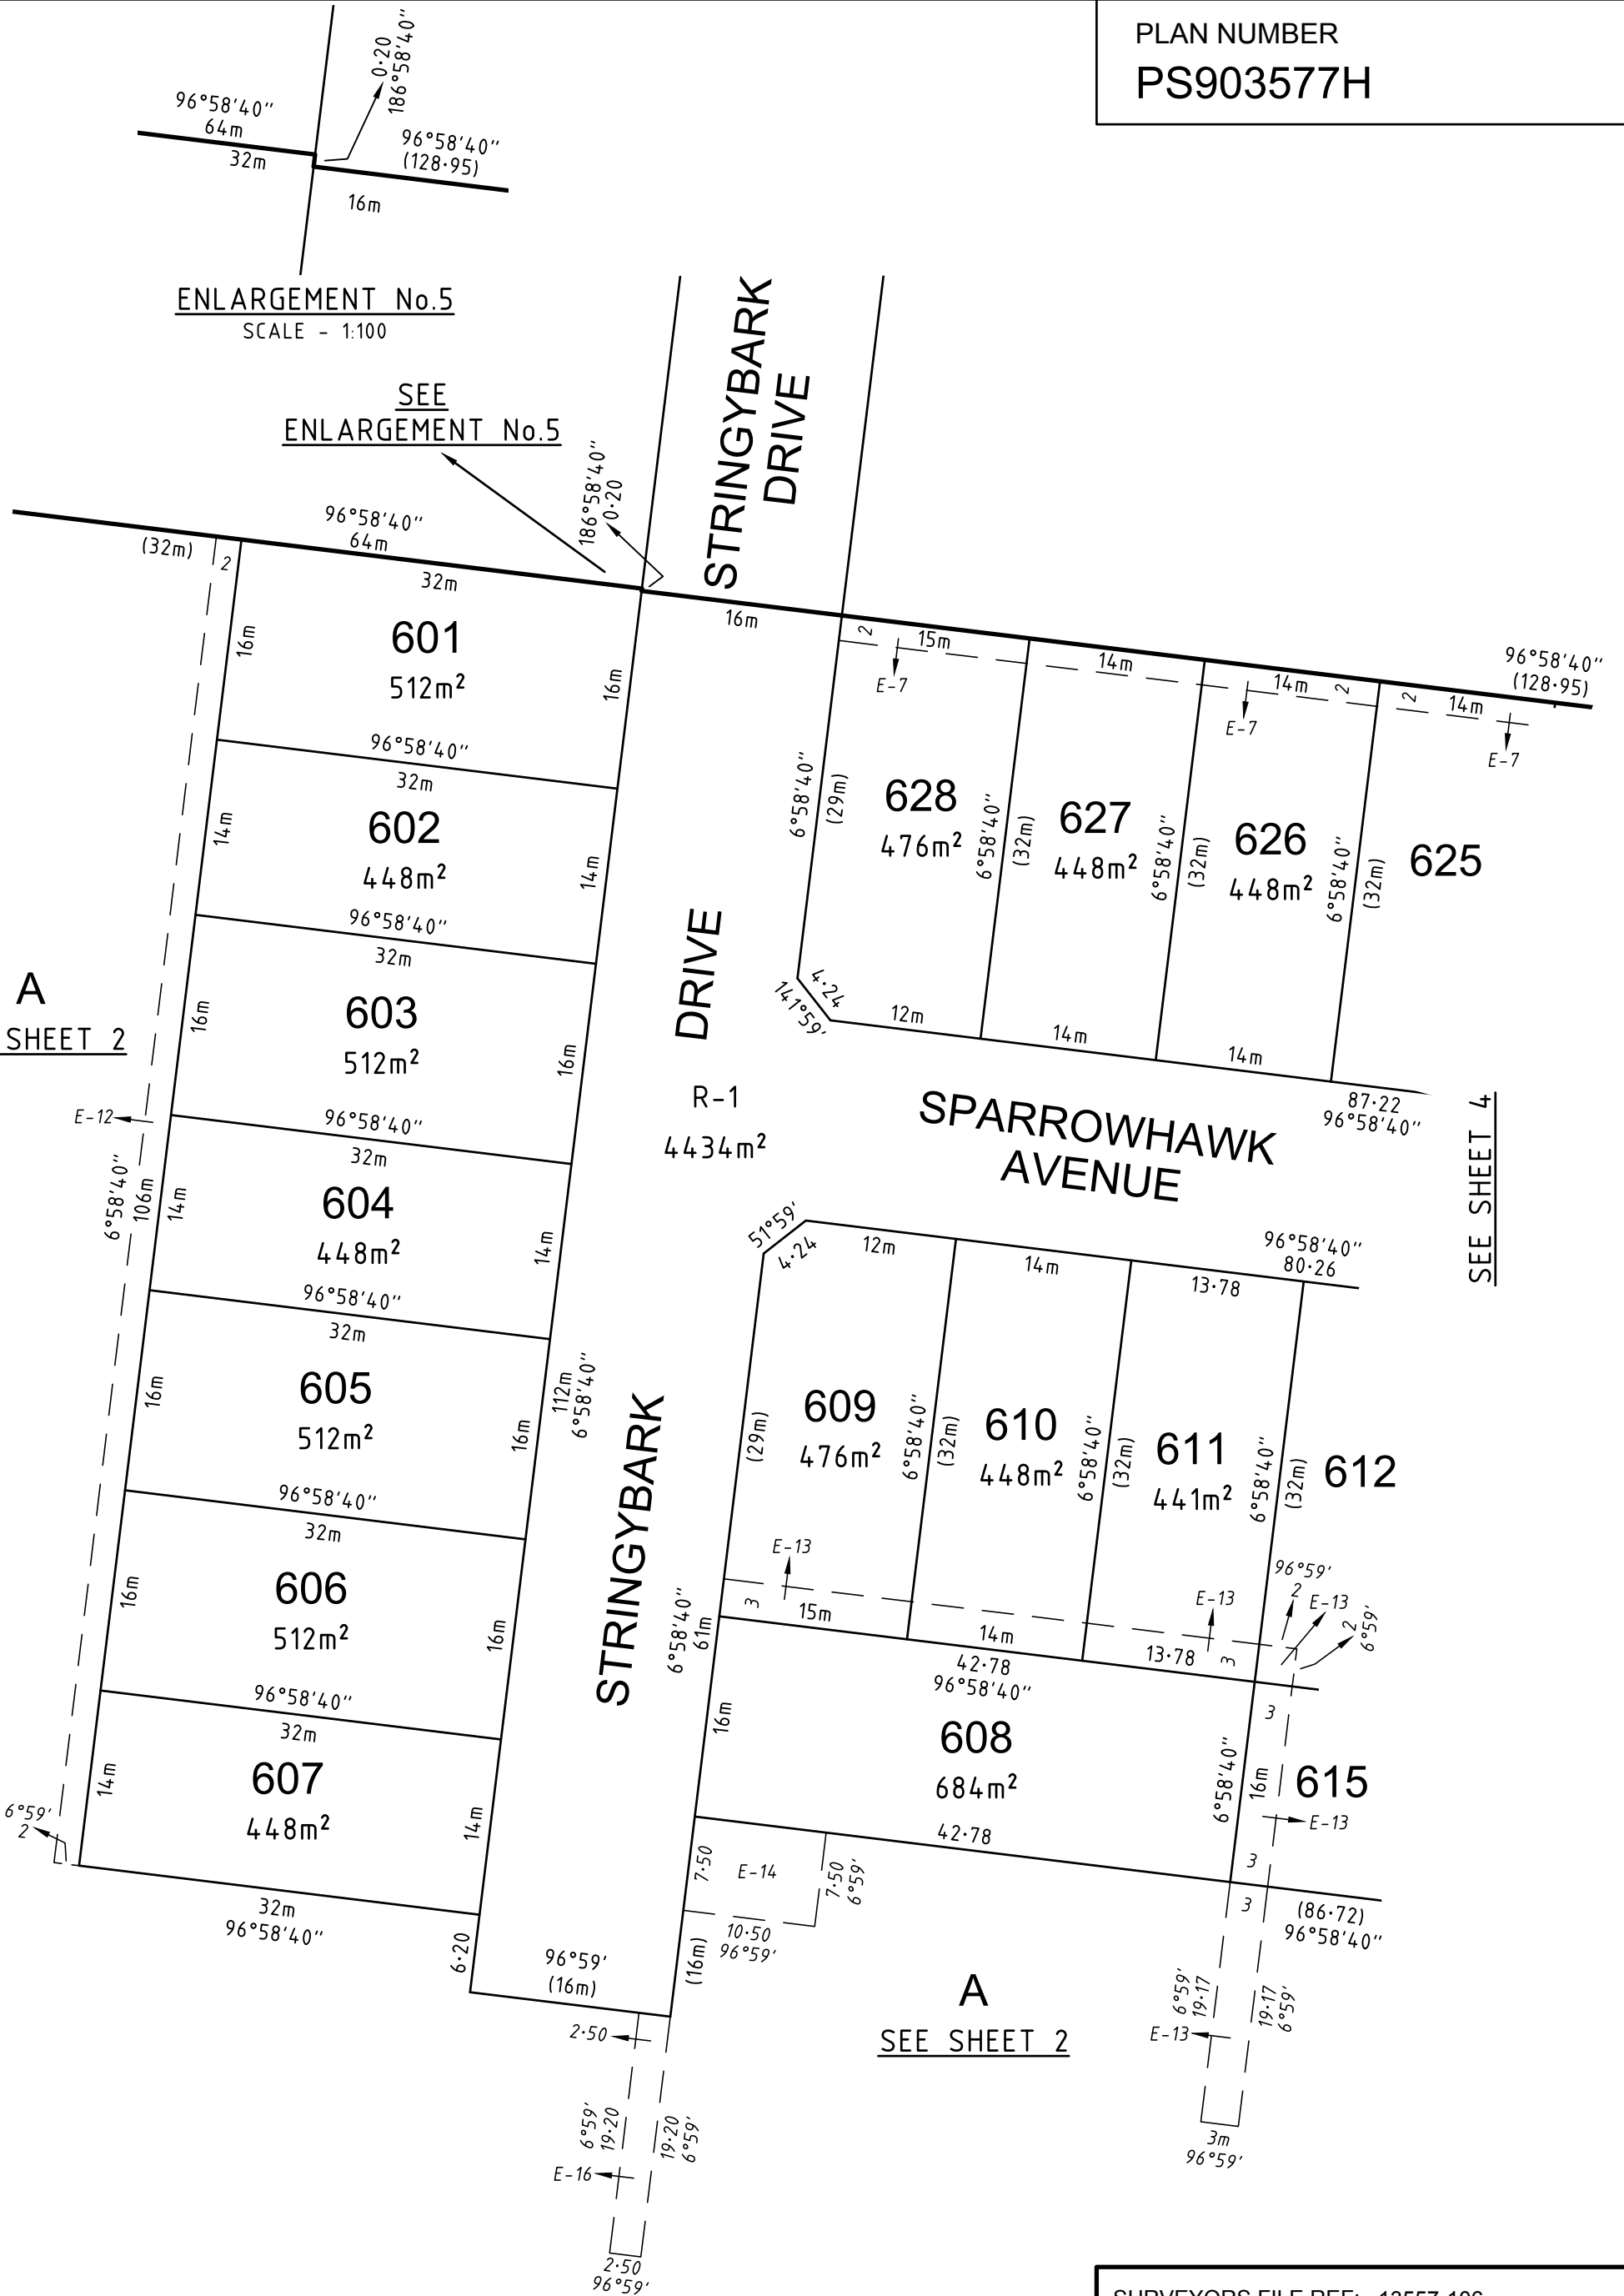 PLAN NUMBER
PS903577H
96°58'40"
64m
32m
0·20
186°58'40"
96°58'40"
(128·95)
16m
ENLARGEMENT No.5
SCALE - 1:100
SEE
ENLARGEMENT No.5
STRINGYBARK
DRIVE
186°58'40"
0·20
96°58'40"
64m
(32m)
2
32m
16m
16m
601
512m²
16m
96°58'40"
32m
14m
602
448m²
14m
96°58'40"
32m
16m
603
512m²
16m
96°58'40"
32m
14m
604
448m²
14m
96°58'40"
32m
16m
605
512m²
16m
96°58'40"
32m
16m
606
512m²
16m
96°58'40"
32m
14m
607
448m²
14m
32m
96°58'40"
A
SHEET 2
E-12
6°58'40"
106m
6°59'
2
112m
6°58'40"
DRIVE
R-1
4434m²
STRINGYBARK
6·20
96°59'
(16m)
2
15m
E-7
14m
14m
2
E-7
2
14m
E-7
96°58'40"
(128·95)
6°58'40"
(29m)
628
476m²
6°58'40"
(32m)
627
448m²
6°58'40"
(32m)
626
448m²
6°58'40"
(32m)
625
4·24
141°59'
12m
14m
14m
87·22
96°58'40"
SPARROWHAWK
AVENUE
SEE SHEET 4
51°59'
4·24
12m
14m
13·78
96°58'40"
80·26
(29m)
609
476m²
6°58'40"
(32m)
610
448m²
6°58'40"
(32m)
611
441m²
6°58'40"
(32m)
612
E-13
3
15m
14m
E-13
13·78
3
96°59'
2
E-13
2
6°59'
6°58'40"
61m
42·78
96°58'40"
16m
608
684m²
6°58'40"
16m
3
615
E-13
3
42·78
7·50
E-14
7·50
6°59'
10·50
96°59'
(16m)
3
(86·72)
96°58'40"
A
SEE SHEET 2
6°59'
19·17
19·17
6°59'
E-13
3m
96°59'
2·50
6°59'
19·20
19·20
6°59'
E-16
2·50
96°59'